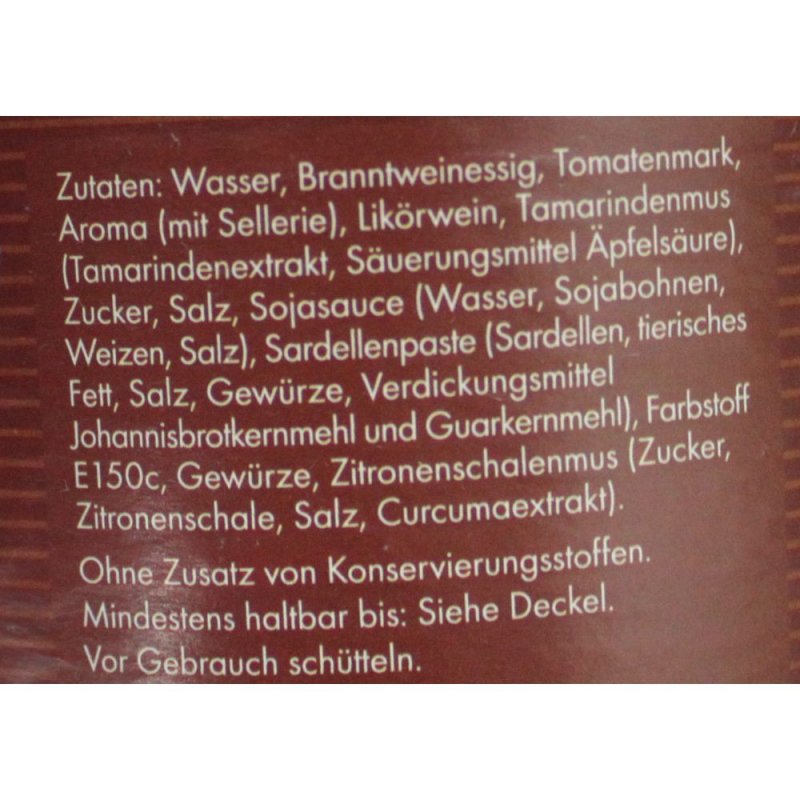 Zutaten: Wasser, Branntweinessig, Tomatenmark,
Aroma (mit Sellerie), Likörwein, Tamarindenmus
(Tamarindenextrakt, Säuerungsmittel Äpfelsäure),
Zucker, Salz, Sojasauce (Wasser, Sojabohnen,
Weizen, Salz), Sardellenpaste (Sardellen, tierisches
Fett, Salz, Gewürze, Verdickungsmittel
Johannisbrotkernmehl und Guarkernmehl), Farbstoff
E150c, Gewürze, Zitronenschalenmus (Zucker,
Zitronenschale, Salz, Curcumaextrakt).
Ohne Zusatz von Konservierungsstoffen.
Mindestens haltbar bis: Siehe Deckel.
Vor Gebrauch schütteln.